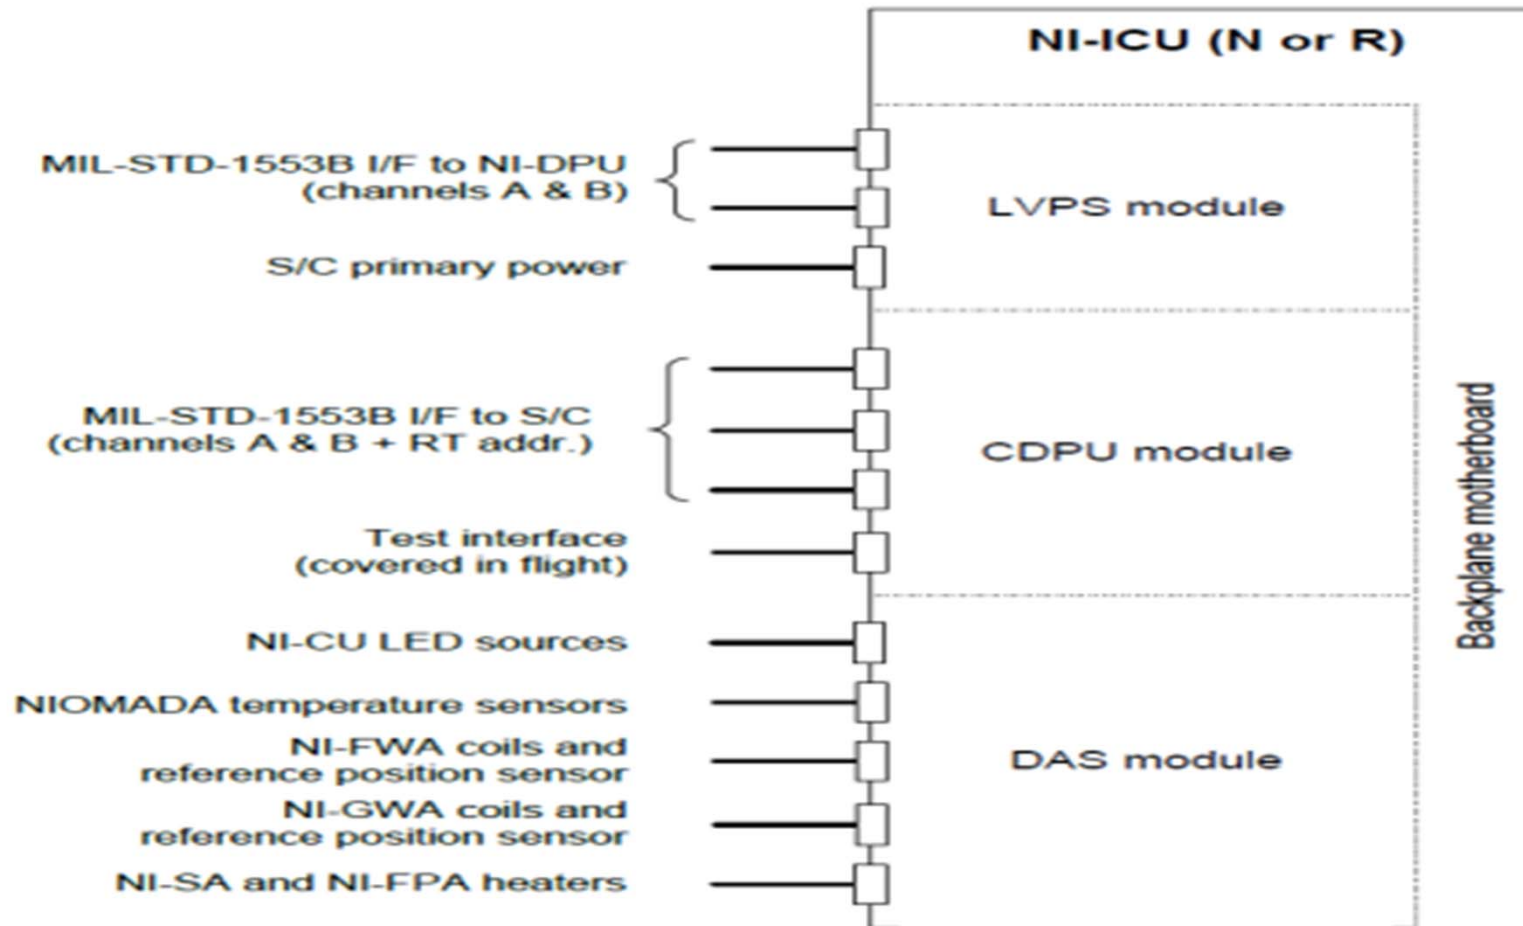 NI-ICU (N or R)
MIL-STD-1553B I/F to NI-DPU
(channels A & B)
S/C primary power
LVPS module
MIL-STD-1553B I/F to S/C
(channels A & B + RT addr.)
Test interface
(covered in flight)
CDPU module
NI-CU LED sources
NIOMADA temperature sensors
NI-FWA coils and
reference position sensor
NI-GWA coils and
reference position sensor
NI-SA and NI-FPA heaters
DAS module
Backplane motherboard